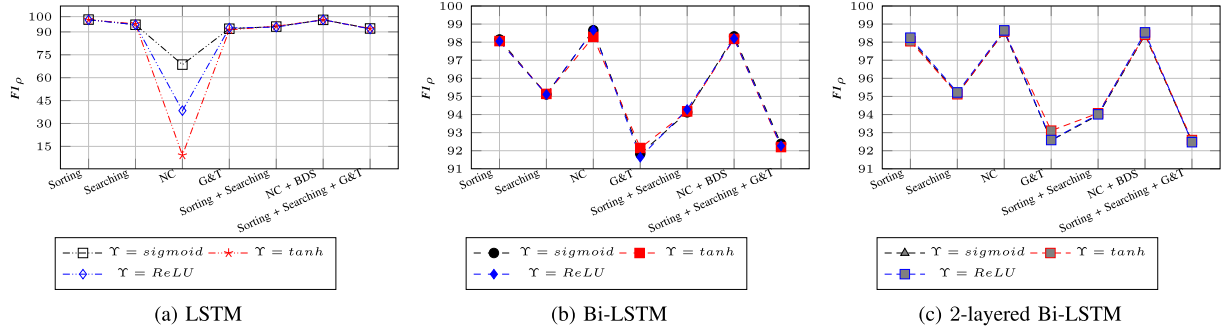 90
75
60
45
30
15
FIρ
Sorting
Searching
NC
G&T
Sorting + Searching
NC + BDS
Sorting + Searching + G&T
ϒ = sigmoid
ϒ = tanh
ϒ = ReLU
(a) LSTM
100
99
98
97
96
95
94
93
92
91
FIρ
Sorting
Searching
NC
G&T
Sorting + Searching
NC + BDS
Sorting + Searching + G&T
ϒ = sigmoid
ϒ = tanh
ϒ = ReLU
(b) Bi-LSTM
100
99
98
97
96
95
94
93
92
91
FIρ
Sorting
Searching
NC
G&T
Sorting + Searching
NC + BDS
Sorting + Searching + G&T
ϒ = sigmoid
ϒ = tanh
ϒ = ReLU
(c) 2-layered Bi-LSTM